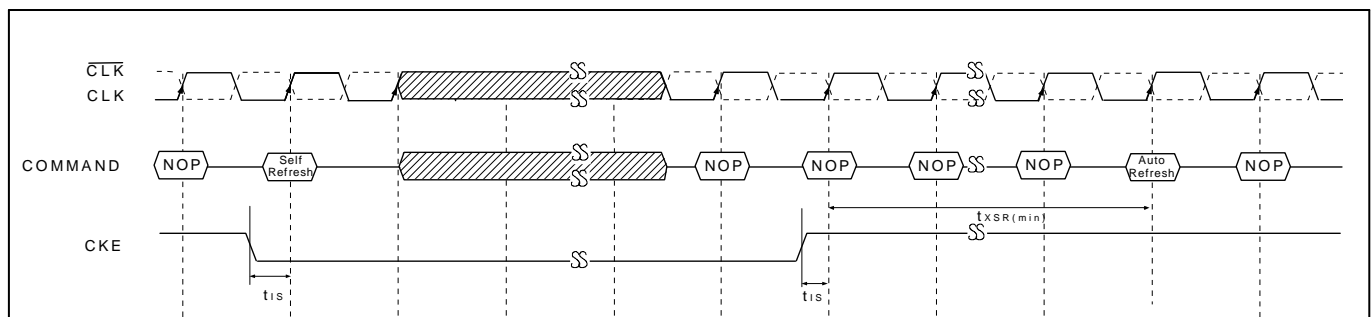 CLK
CLK
COMMAND
NOP
Self
Refresh
NOP
NOP
NOP
NOP
Auto
Refresh
NOP
tXSR(min)
CKE
tIS
tIS